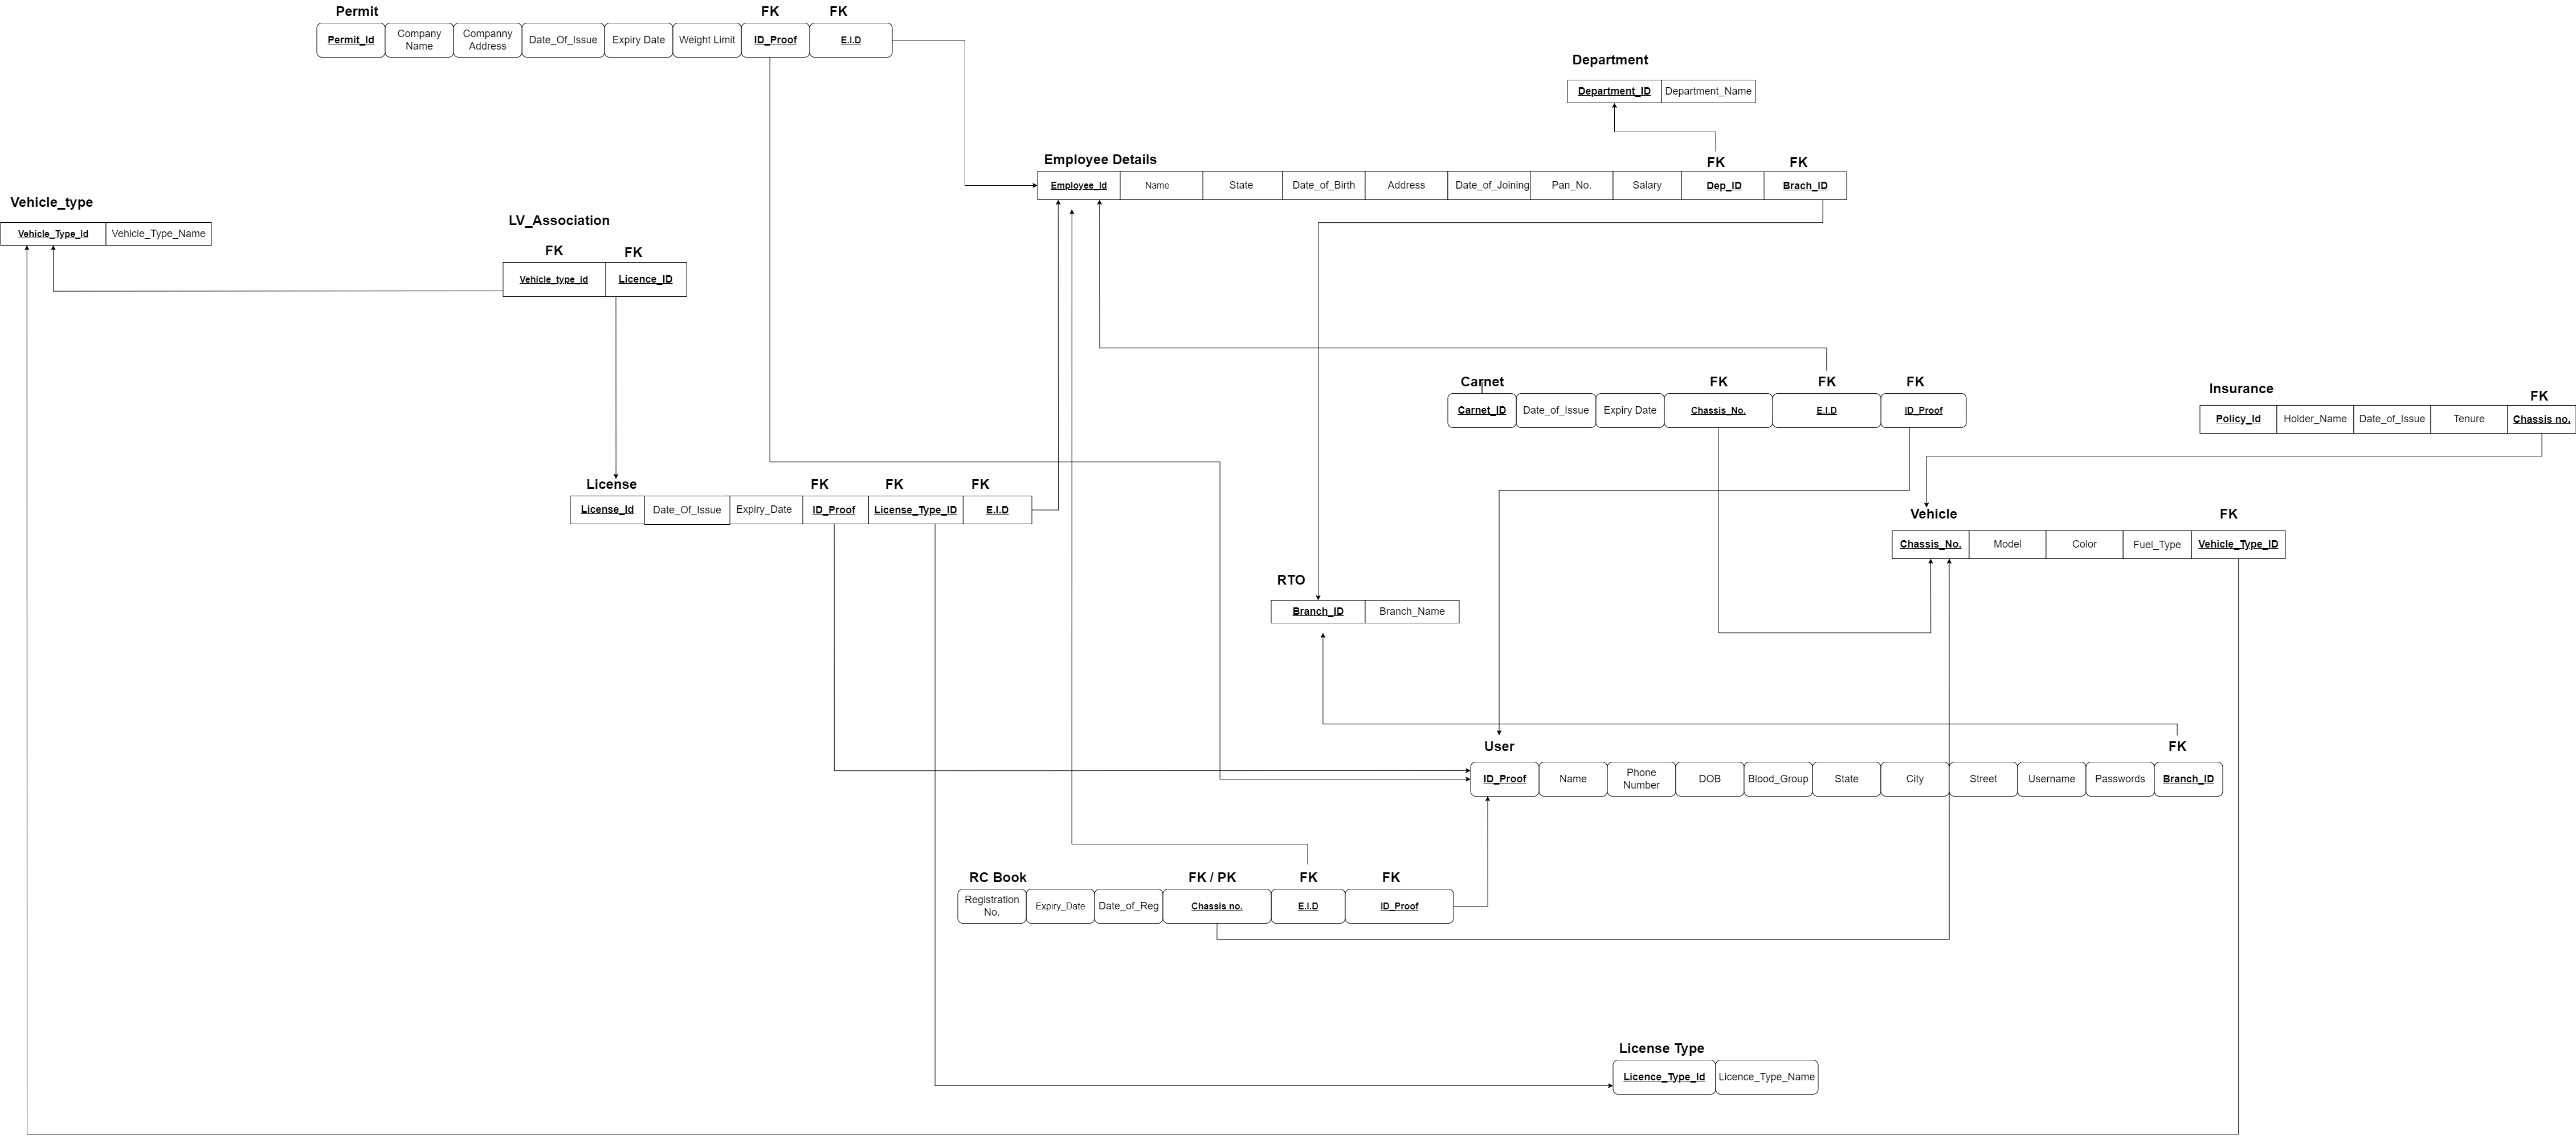 Permit FK FK
Permit_Id Company Name Companny Address Date_Of_Issue Expiry Date Weight Limit ID_Proof E.I.D
Department
Department_ID Department_Name
Employee Details FK FK
Employee_Id Name State Date_of_Birth Address Date_of_Joining Pan_No. Salary Dep_ID Brach_ID
Vehicle_type
Vehicle_Type_Id Vehicle_Type_Name
LV_Association
FK FK
Vehicle_type_id Licence_ID
Carnet FK FK FK
Carnet_ID Date_of_Issue Expiry Date Chassis_No. E.I.D ID_Proof
Insurance FK
Policy_Id Holder_Name Date_of_Issue Tenure Chassis no.
License FK FK FK
License_Id Date_Of_Issue Expiry_Date ID_Proof License_Type_ID E.I.D
Vehicle FK
Chassis_No. Model Color Fuel_Type Vehicle_Type_ID
RTO
Branch_ID Branch_Name
User FK
ID_Proof Name Phone Number DOB Blood_Group State City Street Username Passwords Branch_ID
RC Book FK / PK FK FK
Registration No. Expiry_Date Date_of_Reg Chassis no. E.I.D ID_Proof
License Type
Licence_Type_Id Licence_Type_Name